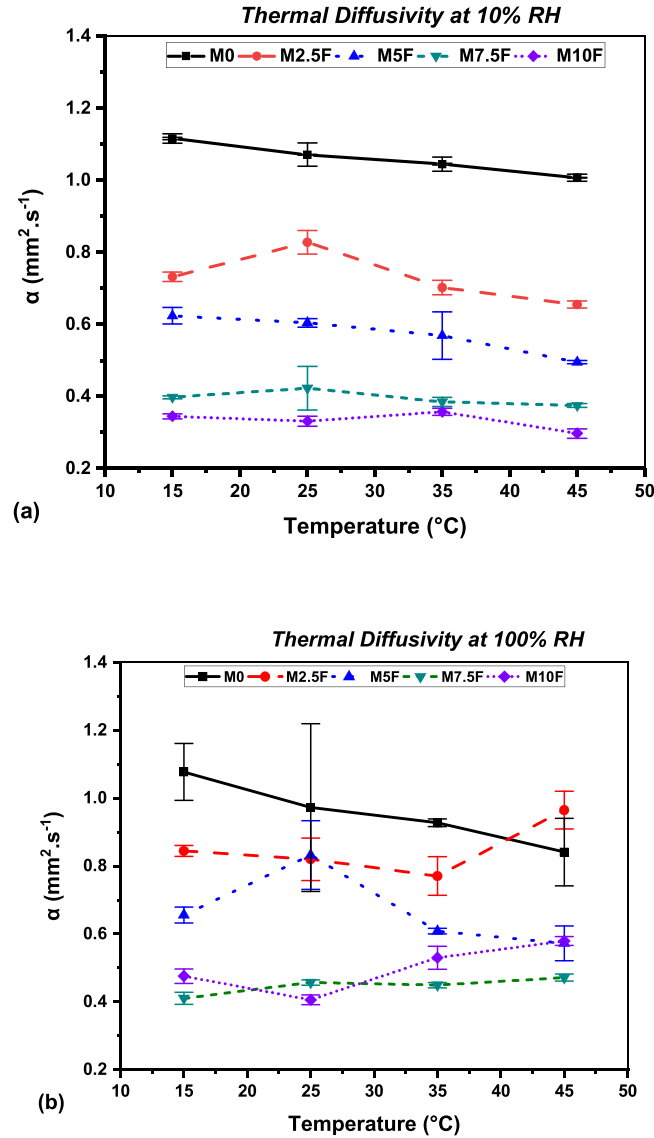 Thermal Diffusivity at 10% RH
M0 M2.5F M5F M7.5F M10F
1.4
1.2
1.0
0.8
0.6
0.4
0.2
α (mm².s⁻¹)
10 15 20 25 30 35 40 45 50
Temperature (°C)
(a)
Thermal Diffusivity at 100% RH
M0 M2.5F M5F M7.5F M10F
1.4
1.2
1.0
0.8
0.6
0.4
0.2
α (mm².s⁻¹)
10 15 20 25 30 35 40 45 50
Temperature (°C)
(b)